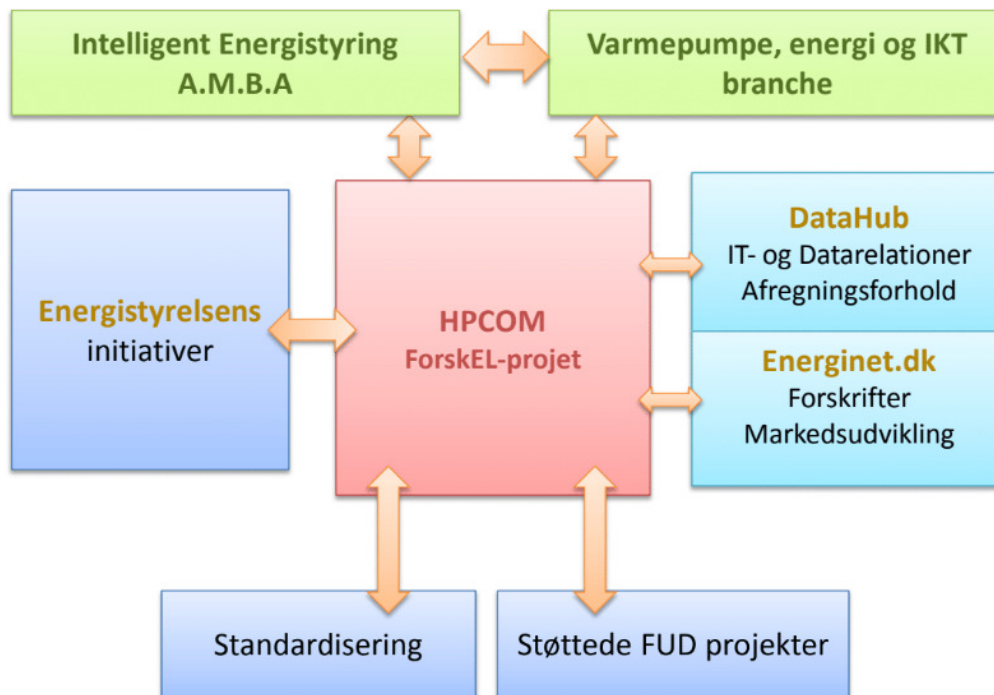 Intelligent Energistyring
A.M.B.A
Varmepumpe, energi og IKT
branche
Energistyrelsens
initiativer
HPCOM
ForskEL-projet
DataHub
IT- og Datarelationer
Afregningsforhold
Energinet.dk
Forskrifter
Markedsudvikling
Standardisering
Støttede FUD projekter